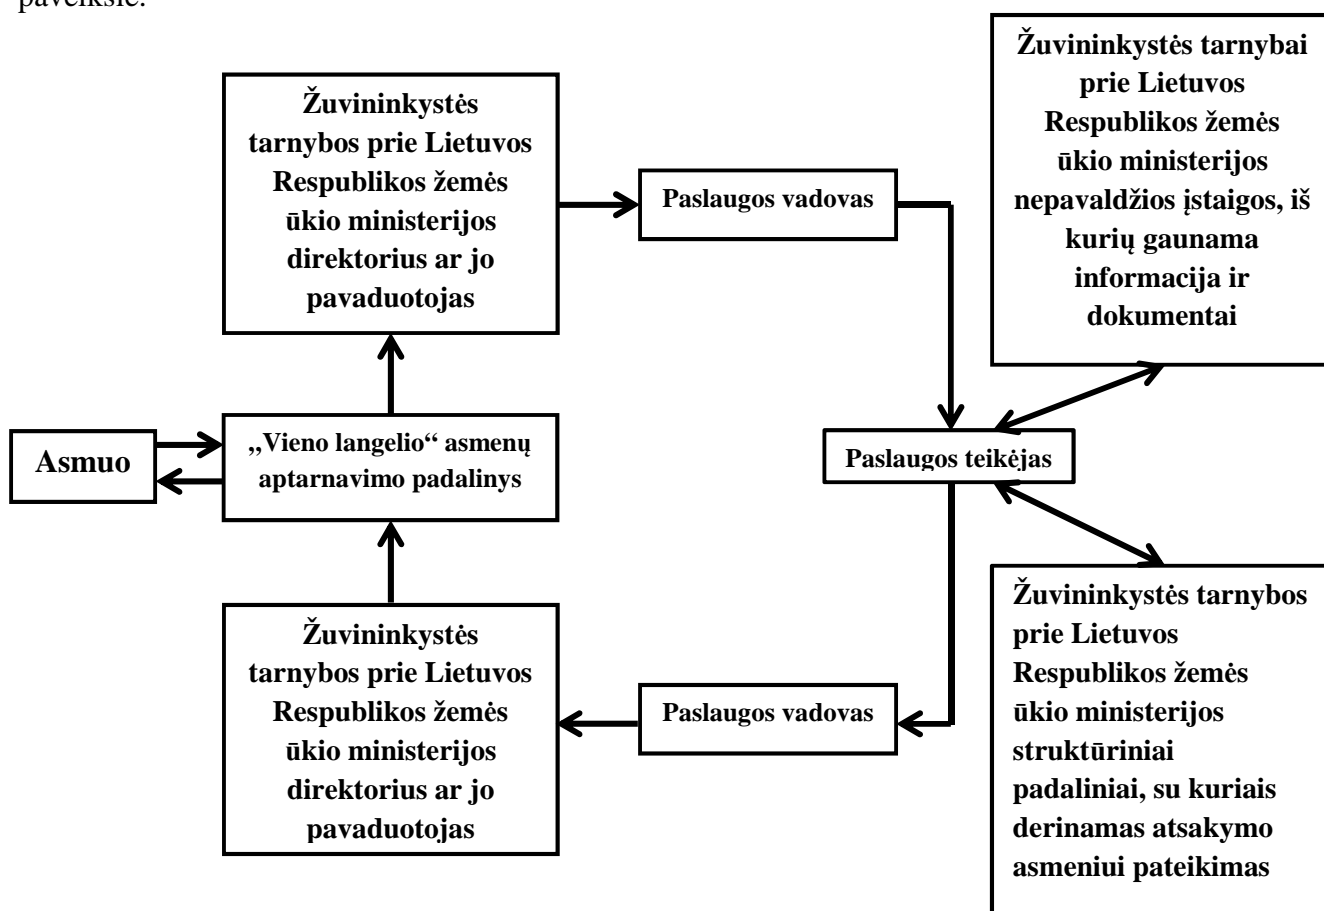 paveiksle.
Žuvininkystės tarnybai
prie Lietuvos
Respublikos žemės
ūkio ministerijos
nepavaldžios įstaigos, iš
kurių gaunama
informacija ir
dokumentai
Žuvininkystės
tarnybos prie Lietuvos
Respublikos žemės
ūkio ministerijos
direktorius ar jo
pavaduotojas
Paslaugos vadovas
Asmuo
„Vieno langelio“ asmenų
aptarnavimo padalinys
Paslaugos teikėjas
Žuvininkystės
tarnybos prie Lietuvos
Respublikos žemės
ūkio ministerijos
direktorius ar jo
pavaduotojas
Paslaugos vadovas
Žuvininkystės tarnybos
prie Lietuvos
Respublikos žemės
ūkio ministerijos
struktūriniai
padaliniai, su kuriais
derinamas atsakymo
asmeniui pateikimas